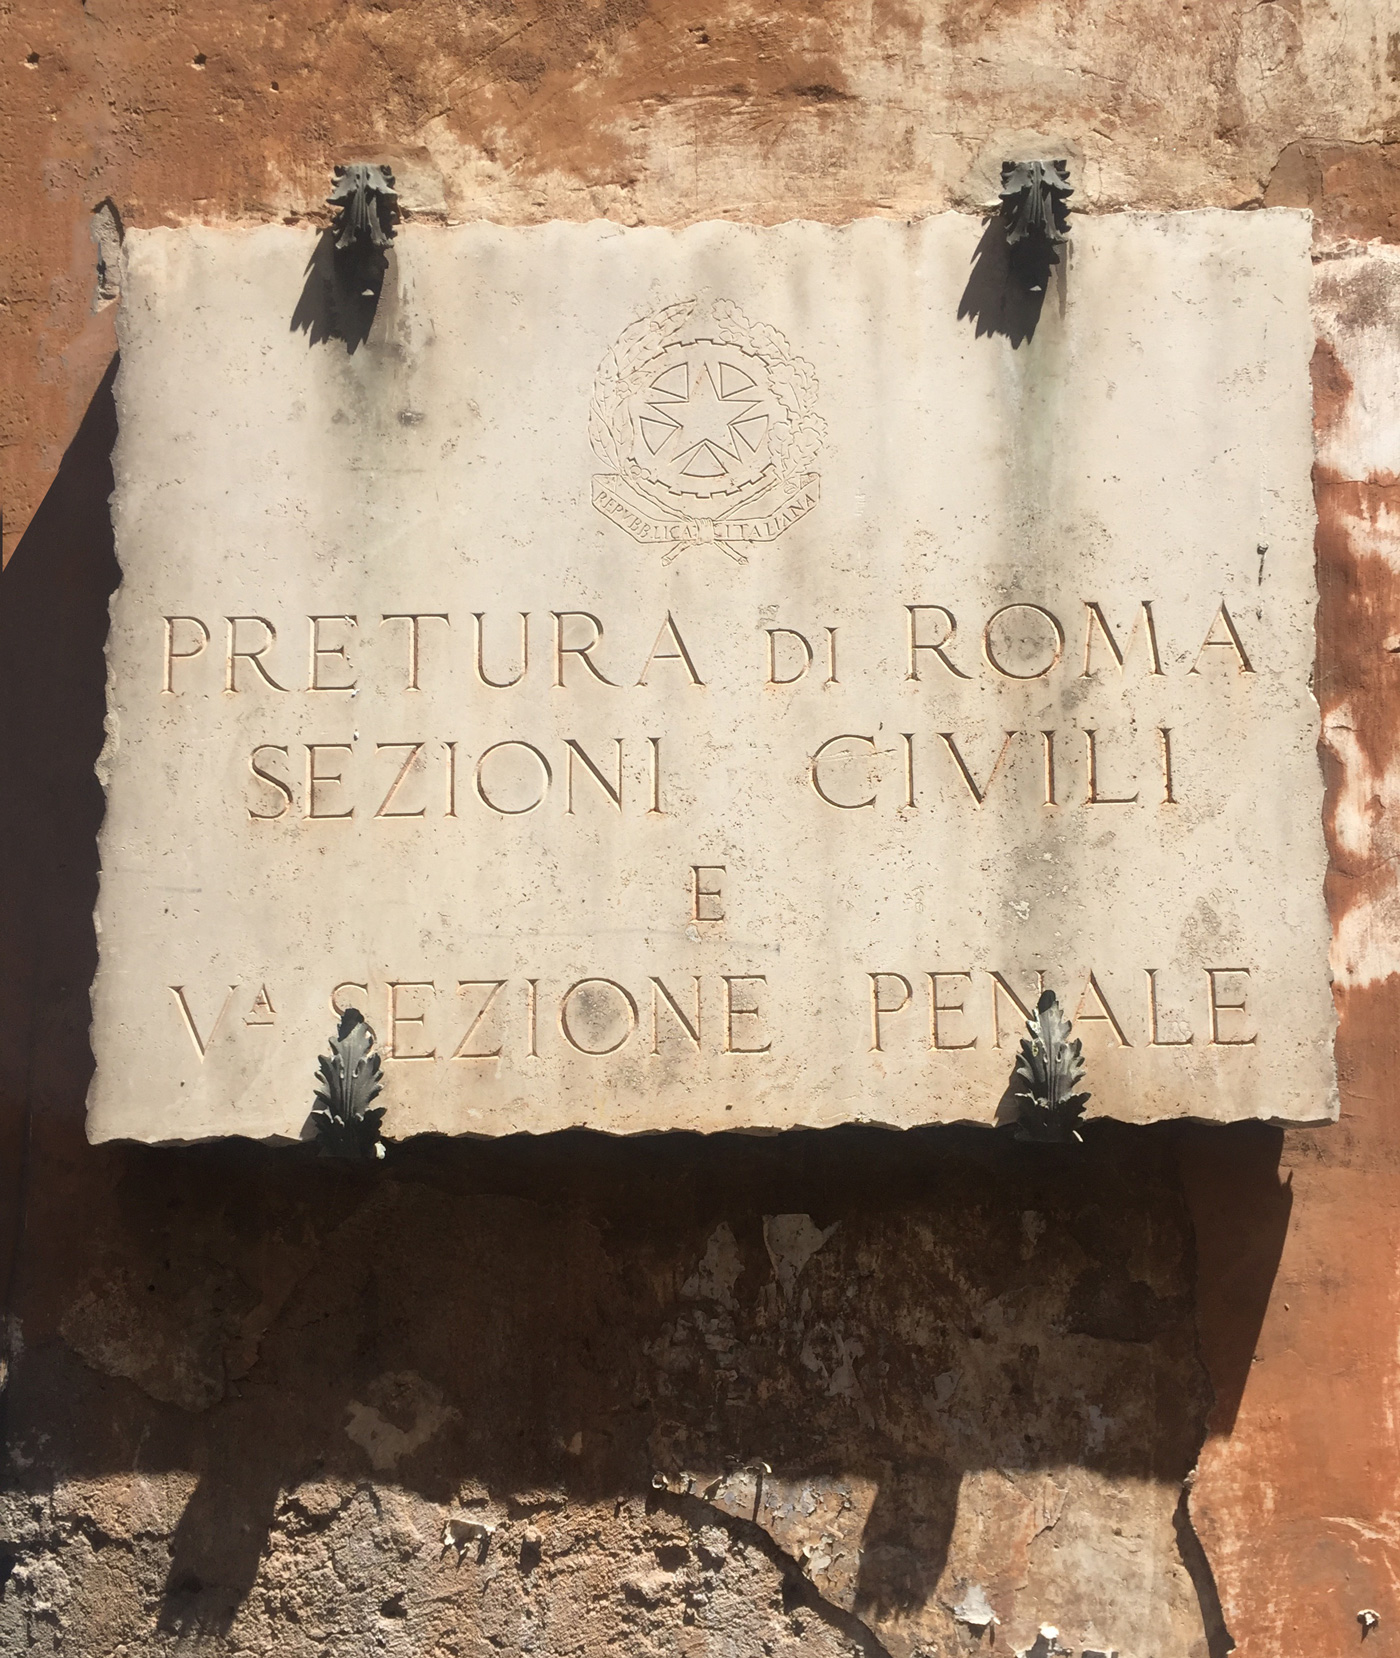 REPVBBLICA ITALIANA
PRETURA DI ROMA
SEZIONI CIVILI
E
Vᴬ SEZIONE PENALE